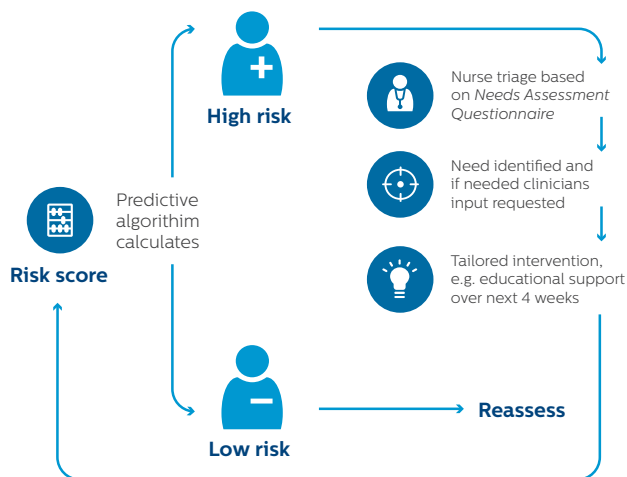 High risk
Nurse triage based
on Needs Assessment
Questionnaire
Need identified and
if needed clinicians
input requested
Predictive
algorithim
calculates
Risk score
Tailored intervention,
e.g. educational support
over next 4 weeks
Low risk
Reassess